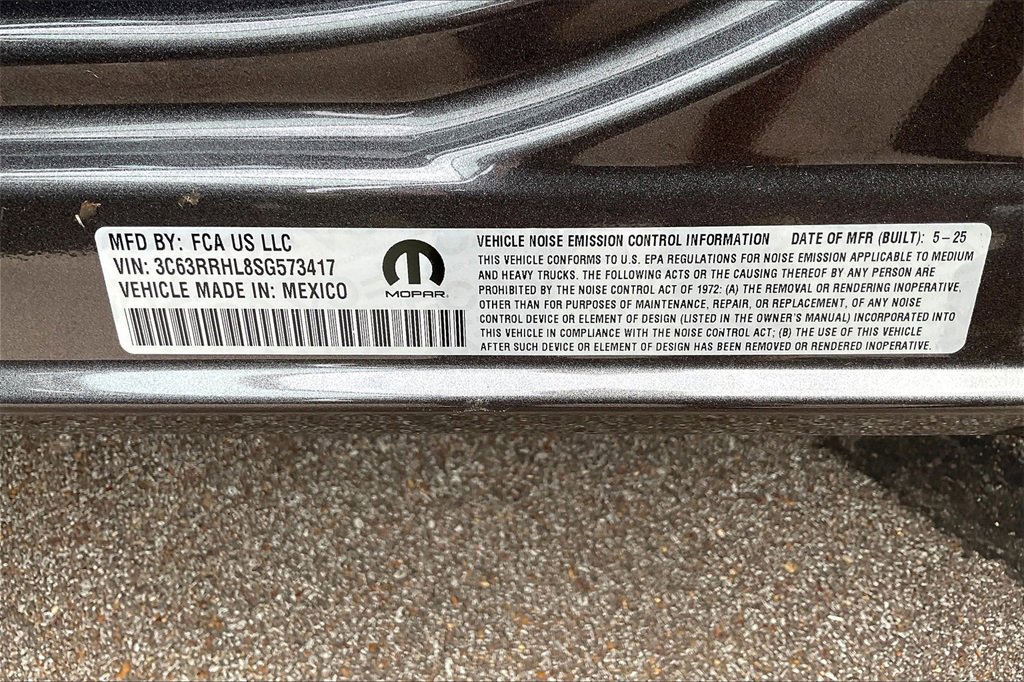 MFD BY: FCA US LLC
VIN: 3C63RRHL8SG573417
VEHICLE MADE IN: MEXICO
MOPAR
VEHICLE NOISE EMISSION CONTROL INFORMATION DATE OF MFR (BUILT): 5-25
THIS VEHICLE CONFORMS TO U.S. EPA REGULATIONS FOR NOISE EMISSION APPLICABLE TO MEDIUM
AND HEAVY TRUCKS. THE FOLLOWING ACTS OR THE CAUSING THEREOF BY ANY PERSON ARE
PROHIBITED BY THE NOISE CONTROL ACT OF 1972: (A) THE REMOVAL OR RENDERING INOPERATIVE,
OTHER THAN FOR PURPOSES OF MAINTENANCE, REPAIR, OR REPLACEMENT, OF ANY NOISE
CONTROL DEVICE OR ELEMENT OF DESIGN (LISTED IN THE OWNER'S MANUAL) INCORPORATED INTO
THIS VEHICLE IN COMPLIANCE WITH THE NOISE CONTROL ACT; (B) THE USE OF THIS VEHICLE
AFTER SUCH DEVICE OR ELEMENT OF DESIGN HAS BEEN REMOVED OR RENDERED INOPERATIVE.